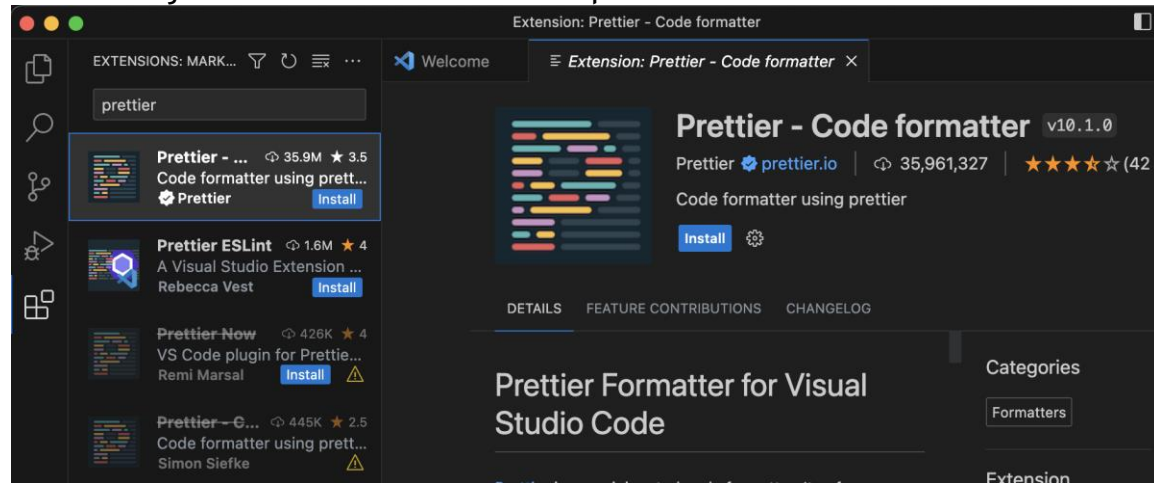 Extension: Prettier - Code formatter
EXTENSIONS: MARK...
prettier
Prettier - ... 35.9M ★ 3.5
Code formatter using prett...
Prettier Install
Prettier ESLint 1.6M ★ 4
A Visual Studio Extension ...
Rebecca Vest Install
Prettier Now 426K ★ 4
VS Code plugin for Prettie...
Remi Marsal Install
Prettier - C... 445K ★ 2.5
Code formatter using prett...
Simon Siefke
Welcome Extension: Prettier - Code formatter
Prettier - Code formatter v10.1.0
Prettier prettier.io | 35,961,327 | (42
Code formatter using prettier
Install
DETAILS FEATURE CONTRIBUTIONS CHANGELOG
Prettier Formatter for Visual
Studio Code
Categories
Formatters
Extension